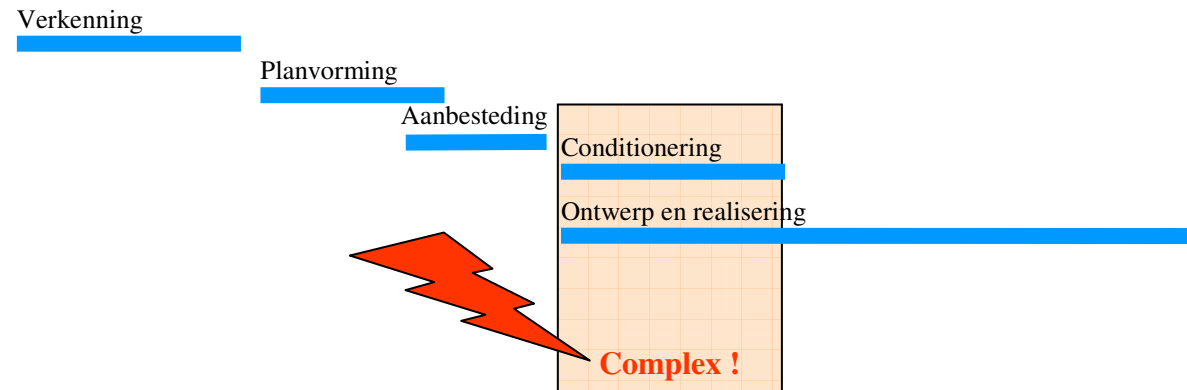 Verkenning
Planvorming
Aanbesteding
Conditionering
Ontwerp en realisering
Complex !